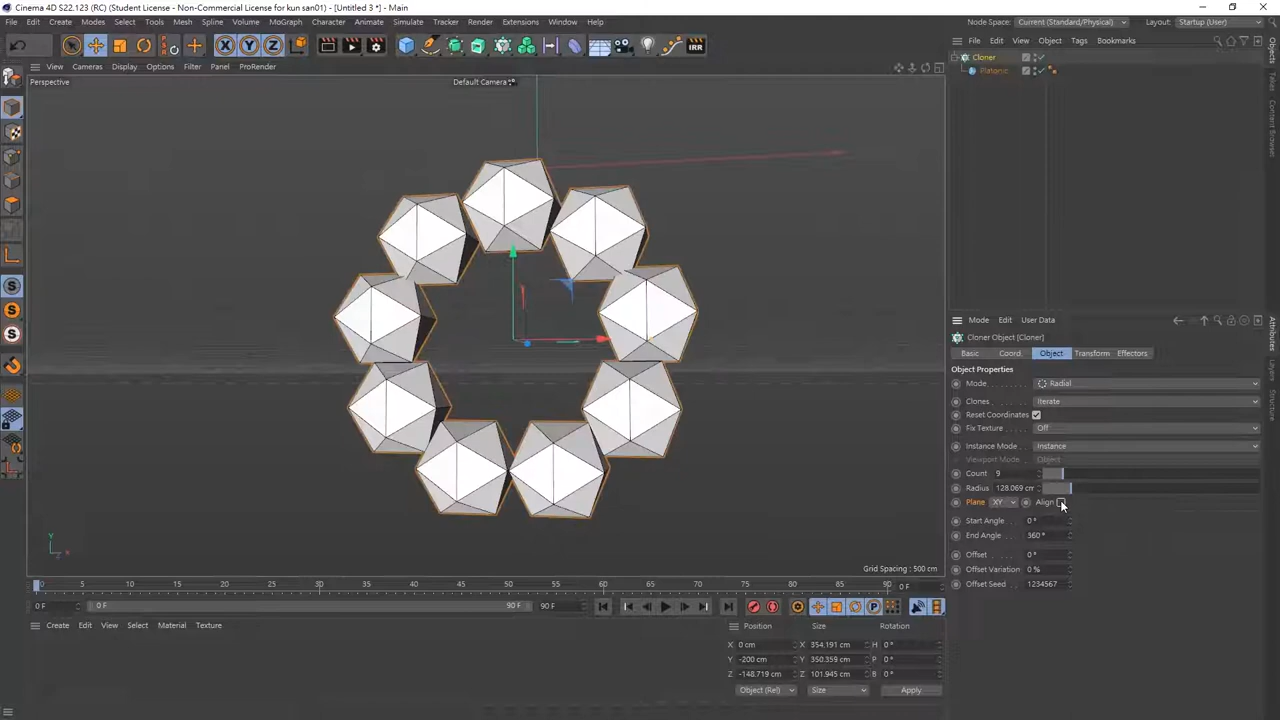 Cinema 4D S22.123 (RC) (Student License - Non-Commercial License for kun san01) - [Untitled 3 *] - Main
File Edit Create Modes Select Tools Mesh Spline Volume MoGraph Character Animate Simulate Tracker Render Extensions Window Help Node Space: Current (Standard/Physical) Layout: Startup (User)
X Y Z IRR
File Edit View Object Tags Bookmarks
Cloner
Platonic
View Cameras Display Options Filter Panel ProRender
Perspective
Default Camera
Objects
Takes
Content Browser
Mode Edit User Data
Cloner Object [Cloner]
Basic Coord. Object Transform Effectors
Object Properties
Mode Radial
Clones Iterate
Reset Coordinates
Fix Texture Off
Instance Mode Instance
Viewport Mode Object
Count 9
Radius 128.069 cm
Plane XY Align
Start Angle 0 °
End Angle 360 °
Offset 0 °
Offset Variation 0 %
Offset Seed 1234567
Attributes
Layers
Structure
S
S
S
Y
Grid Spacing : 500 cm
0 5 10 15 20 25 30 35 40 45 50 55 60 65 70 75 80 85 90 0 F
0 F 0 F 90 F 90 F
P
Create Edit View Select Material Texture
Position Size Rotation
X 0 cm X 354.191 cm H 0 °
Y -200 cm Y 350.359 cm P 0 °
Z -148.719 cm Z 101.945 cm B 0 °
Object (Rel) Size Apply